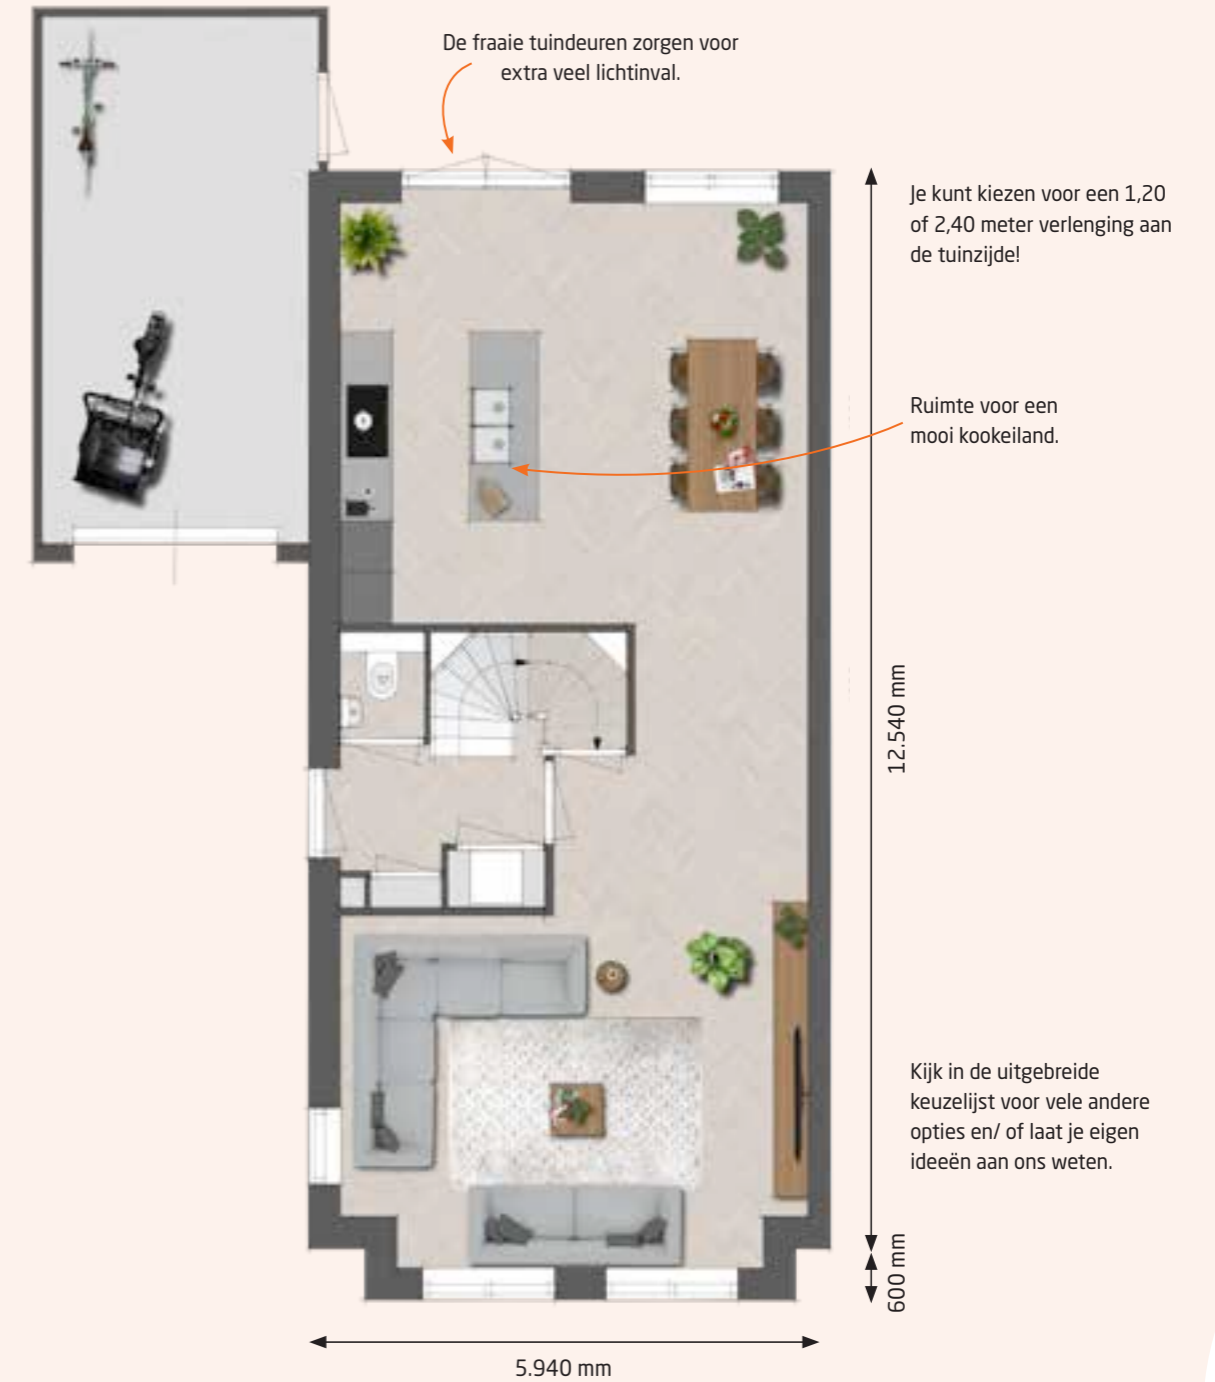 De fraaie tuindeuren zorgen voor
extra veel lichtinval.
Je kunt kiezen voor een 1,20
of 2,40 meter verlenging aan
de tuinzijde!
Ruimte voor een
mooi kookeiland.
12.540 mm
Kijk in de uitgebreide
keuzelijst voor vele andere
opties en/ of laat je eigen
ideeën aan ons weten.
600 mm
5.940 mm